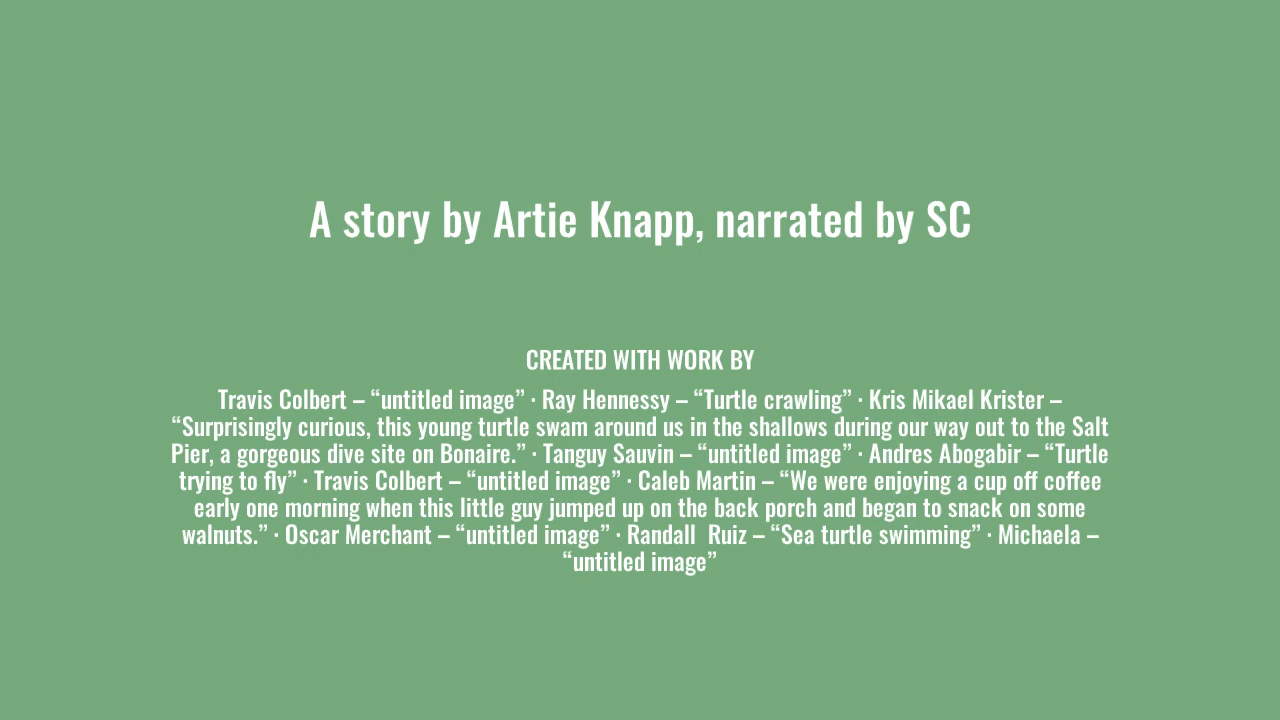 A story by Artie Knapp, narrated by SC
CREATED WITH WORK BY
Travis Colbert – “untitled image” · Ray Hennessy – “Turtle crawling” · Kris Mikael Krister –
“Surprisingly curious, this young turtle swam around us in the shallows during our way out to the Salt
Pier, a gorgeous dive site on Bonaire.” · Tanguy Sauvin – “untitled image” · Andres Abogabir – “Turtle
trying to fly” · Travis Colbert – “untitled image” · Caleb Martin – “We were enjoying a cup off coffee
early one morning when this little guy jumped up on the back porch and began to snack on some
walnuts.” · Oscar Merchant – “untitled image” · Randall  Ruiz – “Sea turtle swimming” · Michaela –
“untitled image”